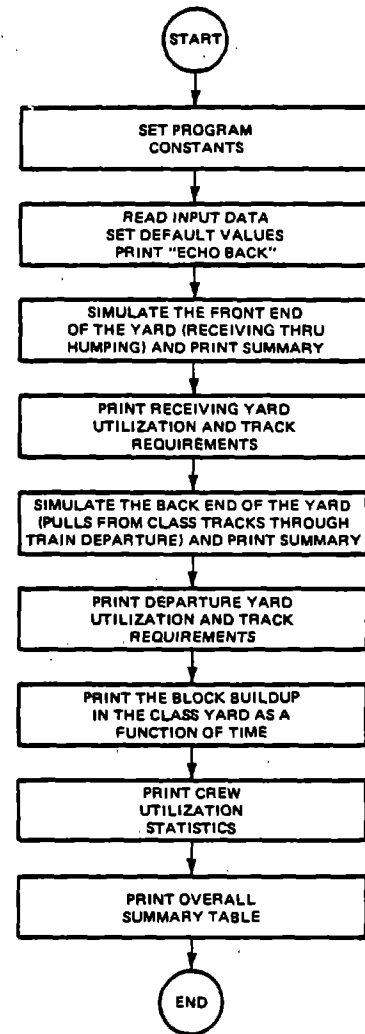 START
SET PROGRAM
CONSTANTS
READ INPUT DATA
SET DEFAULT VALUES
PRINT "ECHO BACK"
SIMULATE THE FRONT END
OF THE YARD (RECEIVING THRU
HUMPING) AND PRINT SUMMARY
PRINT RECEIVING YARD
UTILIZATION AND TRACK
REQUIREMENTS
SIMULATE THE BACK END OF THE YARD
(PULLS FROM CLASS TRACKS THROUGH
TRAIN DEPARTURE) AND PRINT SUMMARY
PRINT DEPARTURE YARD
UTILIZATION AND TRACK
REQUIREMENTS
PRINT THE BLOCK BUILDUP
IN THE CLASS YARD AS A
FUNCTION OF TIME
PRINT CREW
UTILIZATION
STATISTICS
PRINT OVERALL
SUMMARY TABLE
END